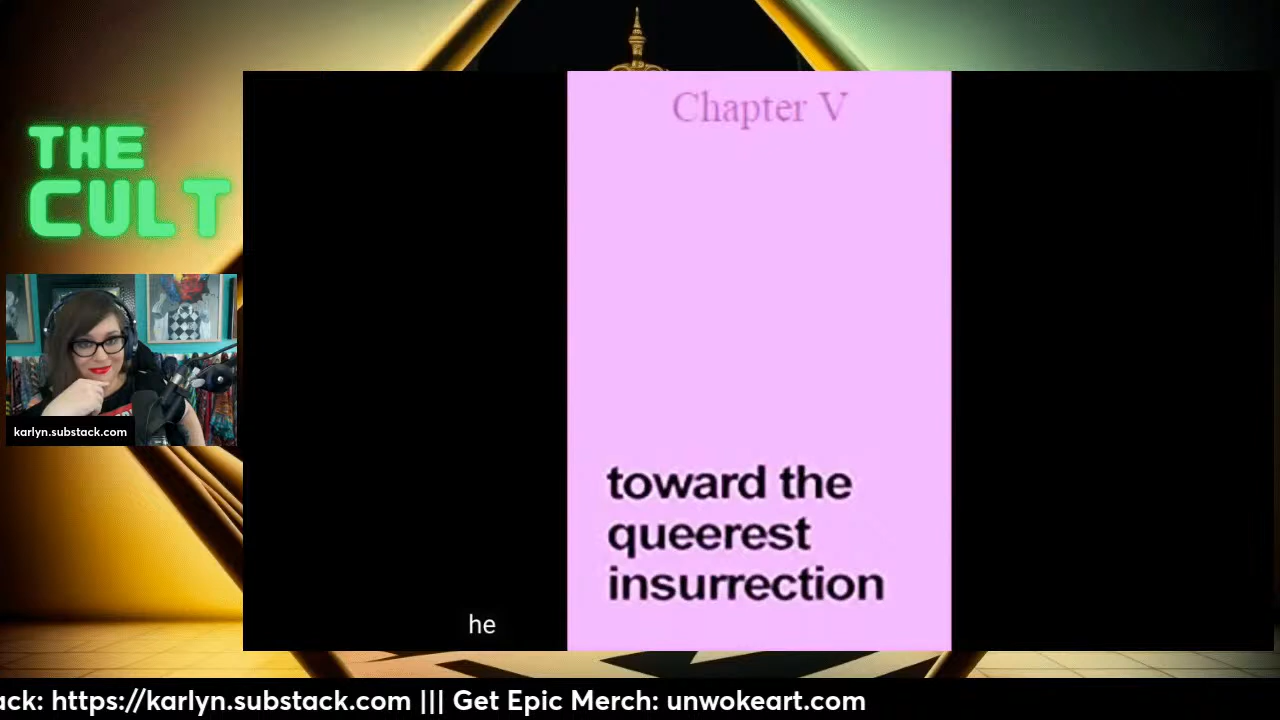 THE
CULT
karlyn.substack.com
Chapter V
toward the
queerest
insurrection
he
ack: https://karlyn.substack.com ||| Get Epic Merch: unwokeart.com